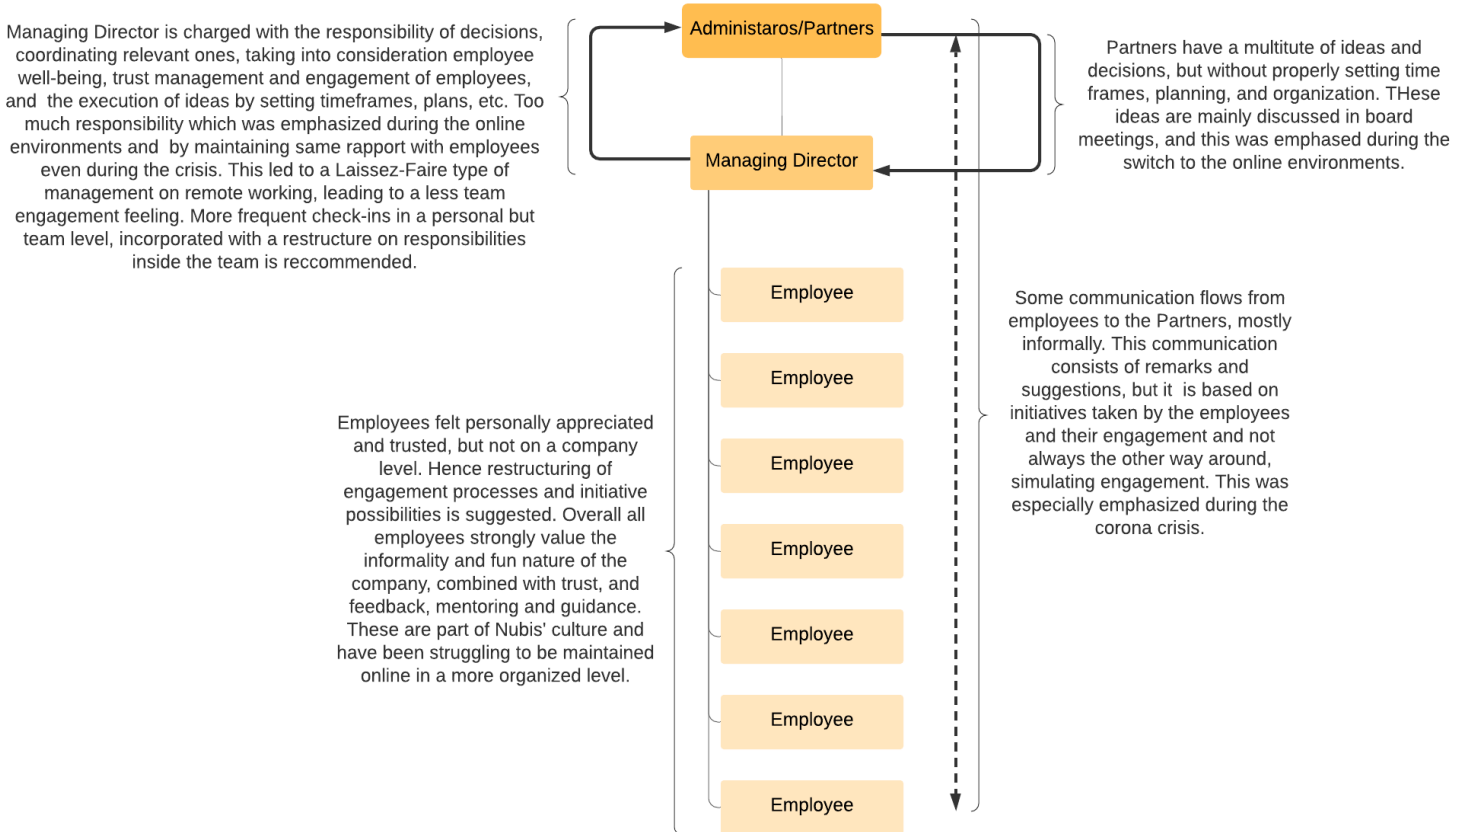 Managing Director is charged with the responsibility of decisions,
coordinating relevant ones, taking into consideration employee
well-being, trust management and engagement of employees,
and  the execution of ideas by setting timeframes, plans, etc. Too
much responsibility which was emphasized during the online
environments and  by maintaining same rapport with employees
even during the crisis. This led to a Laissez-Faire type of
management on remote working, leading to a less team
engagement feeling. More frequent check-ins in a personal but
team level, incorporated with a restructure on responsibilities
inside the team is reccommended.
Administaros/Partners
Managing Director
Partners have a multitute of ideas and
decisions, but without properly setting time
frames, planning, and organization. THese
ideas are mainly discussed in board
meetings, and this was emphased during the
switch to the online environments.
Employee
Employee
Employee
Employee
Employee
Employee
Employee
Some communication flows from
employees to the Partners, mostly
informally. This communication
consists of remarks and
suggestions, but it  is based on
initiatives taken by the employees
and their engagement and not
always the other way around,
simulating engagement. This was
especially emphasized during the
corona crisis.
Employees felt personally appreciated
and trusted, but not on a company
level. Hence restructuring of
engagement processes and initiative
possibilities is suggested. Overall all
employees strongly value the
informality and fun nature of the
company, combined with trust, and
feedback, mentoring and guidance.
These are part of Nubis' culture and
have been struggling to be maintained
online in a more organized level.